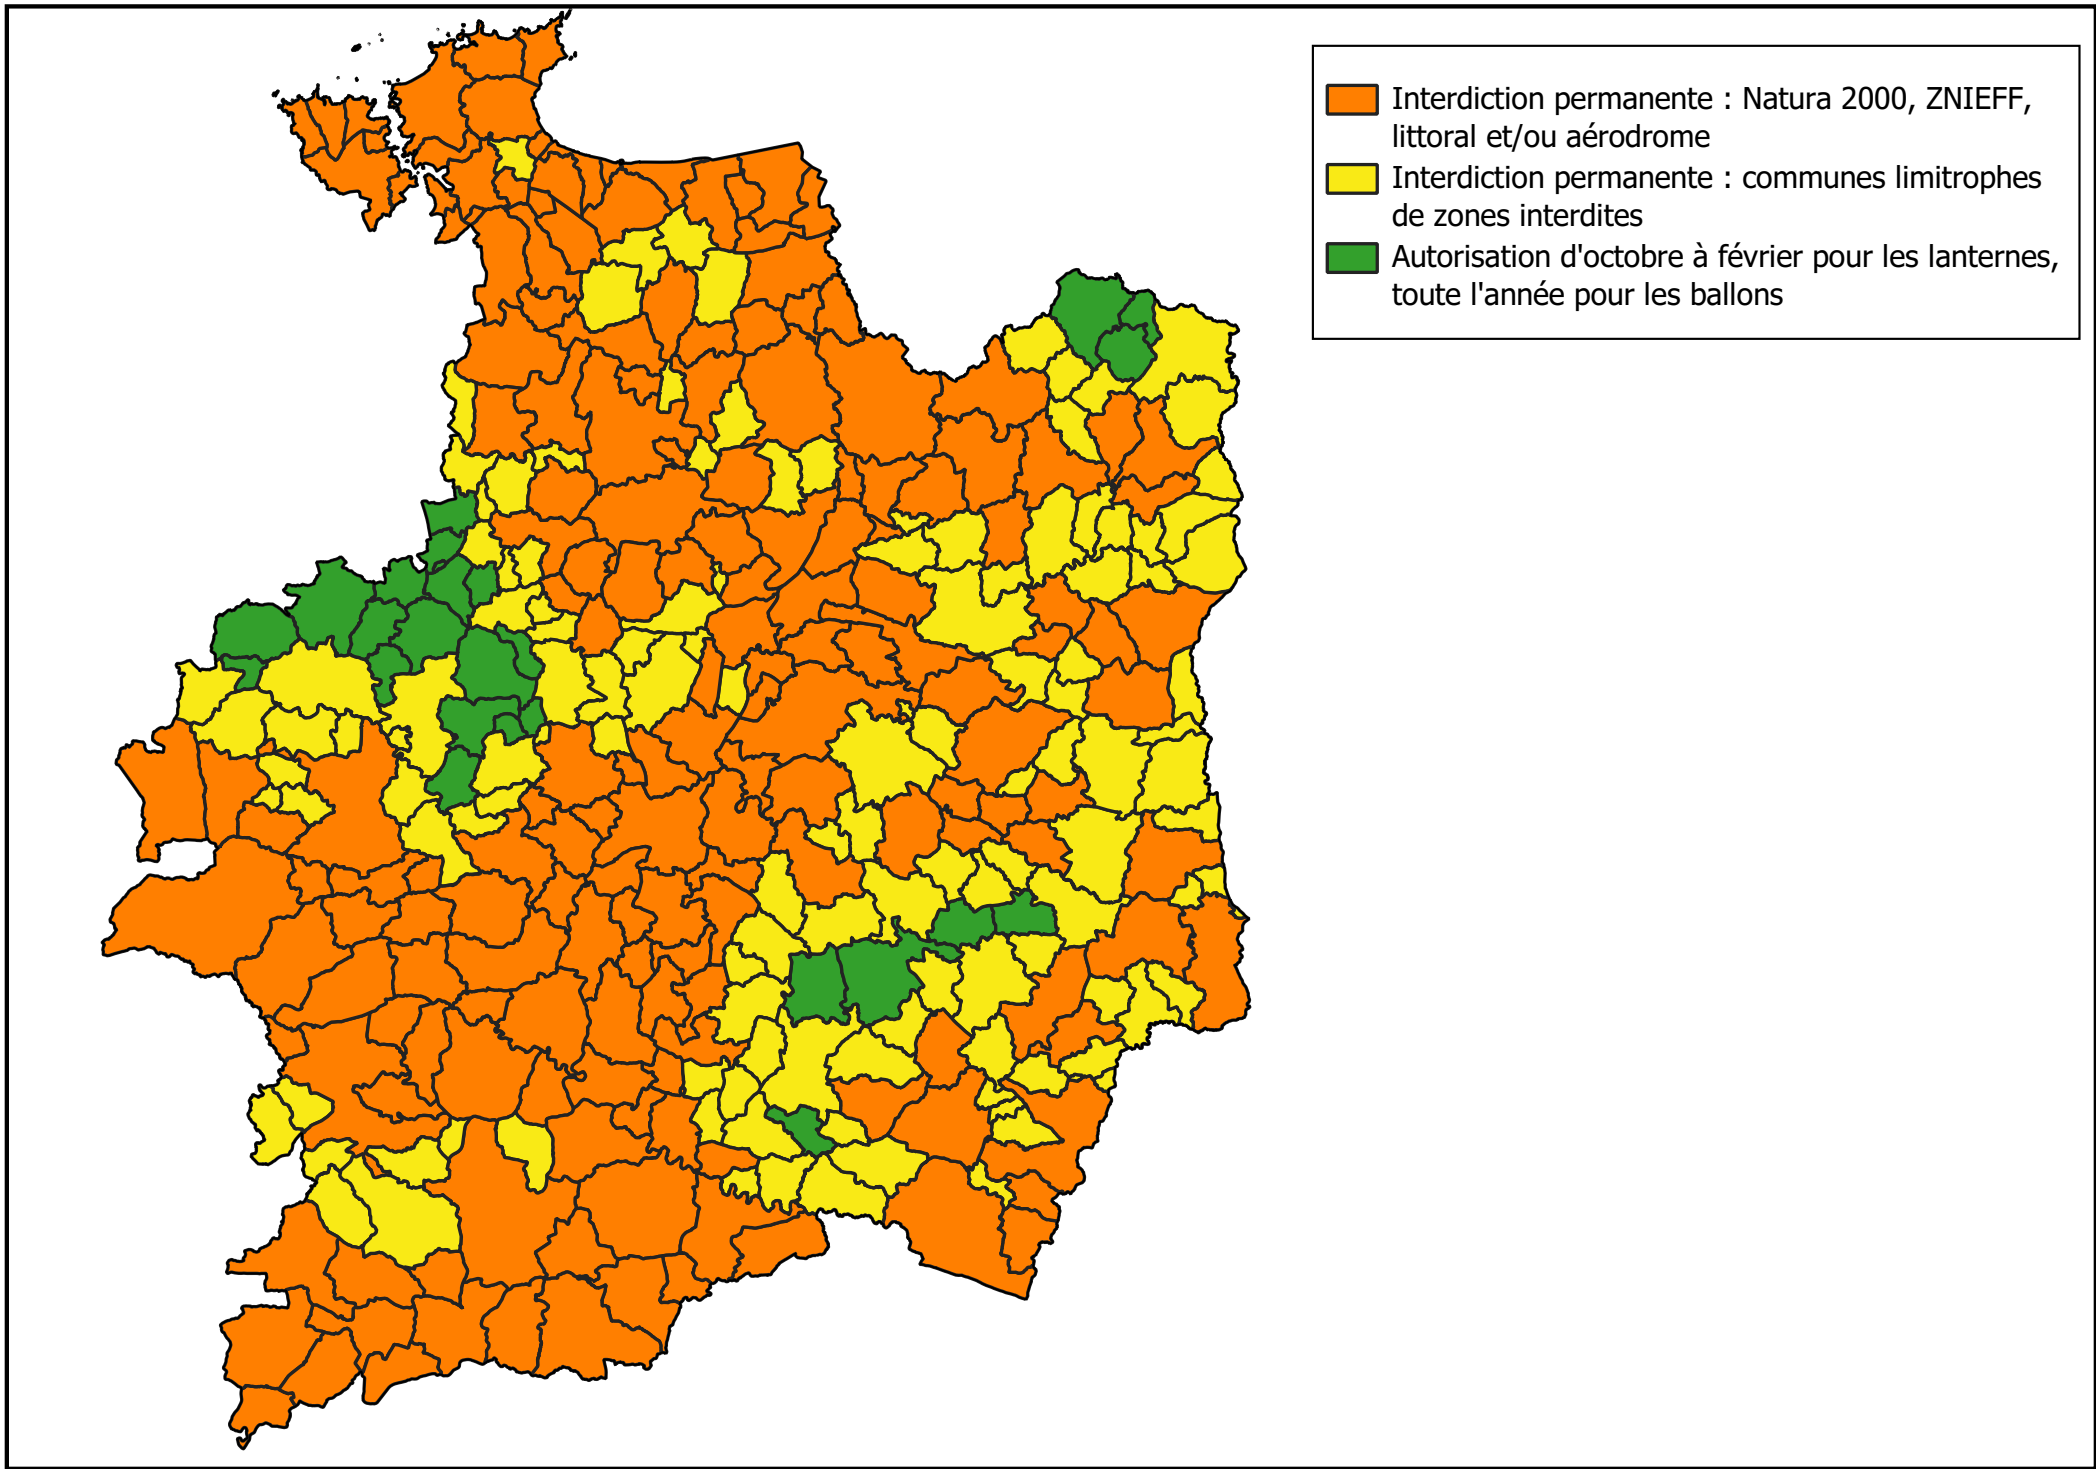 Interdiction permanente : Natura 2000, ZNIEFF,
littoral et/ou aérodrome
Interdiction permanente : communes limitrophes
de zones interdites
Autorisation d'octobre à février pour les lanternes,
toute l'année pour les ballons